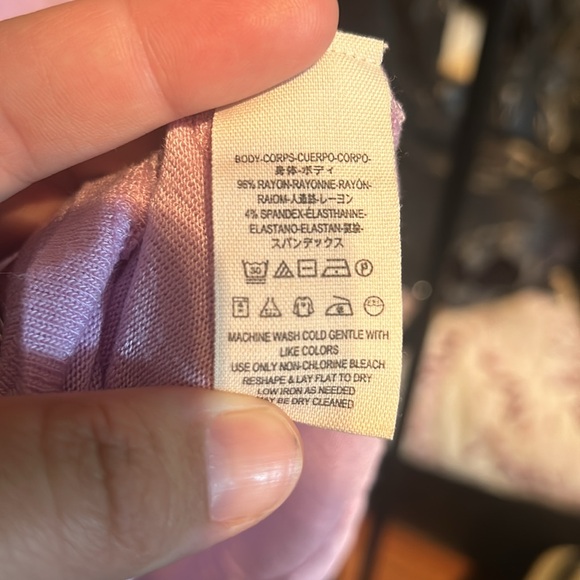 BODY-CORPS-CUERPO-CORPO-
身体-ボディ
96% RAYON-RAYONNE-RAYÓN-
RAIOM-人造絲-レーヨン
4% SPANDEX-ÉLASTHANNE-
ELASTANO-ELASTAN-氨綸-
スパンデックス
30
P
MACHINE WASH COLD GENTLE WITH
LIKE COLORS
USE ONLY NON-CHLORINE BLEACH
RESHAPE & LAY FLAT TO DRY
LOW IRON AS NEEDED
MAY BE DRY CLEANED